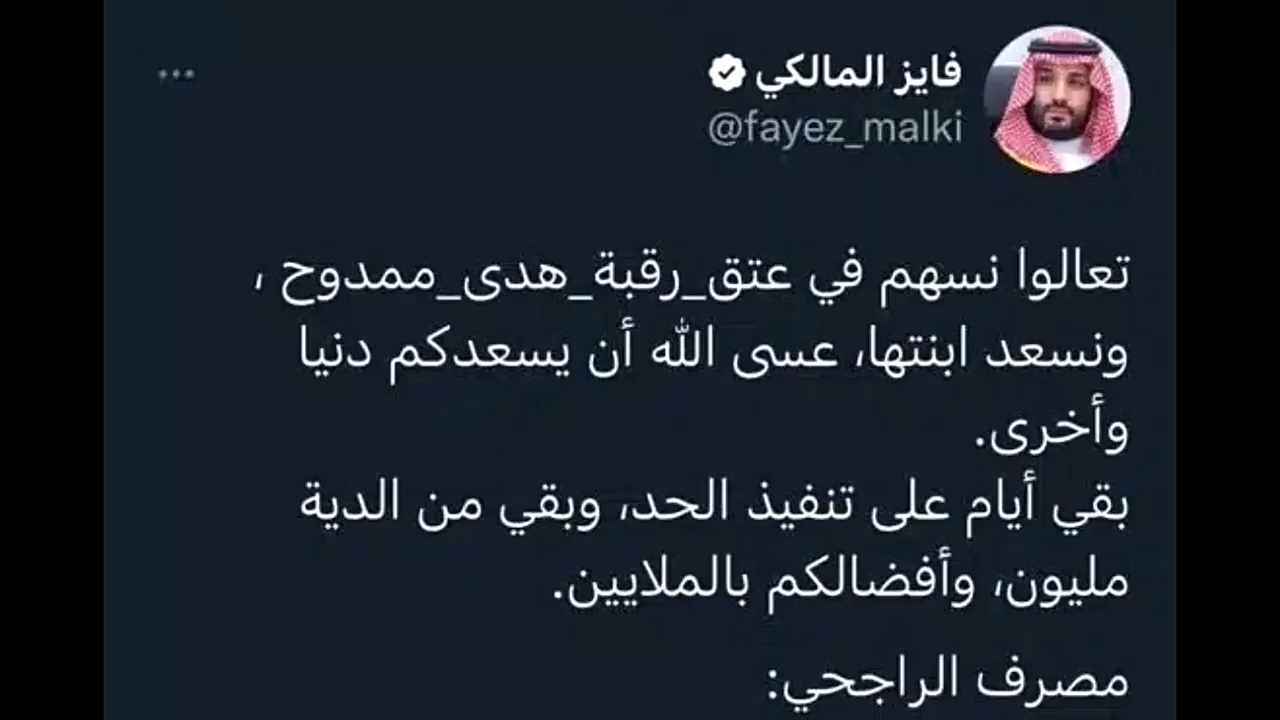 فايز المالكي
@fayez_malki
تعالوا نسهم في عتق_رقبة_هدى_ممدوح ،
ونسعد ابنتها، عسى الله أن يسعدكم دنيا
وأخرى.
بقي أيام على تنفيذ الحد، وبقي من الدية
مليون، وأفضالكم بالملايين.
مصرف الراجحي: